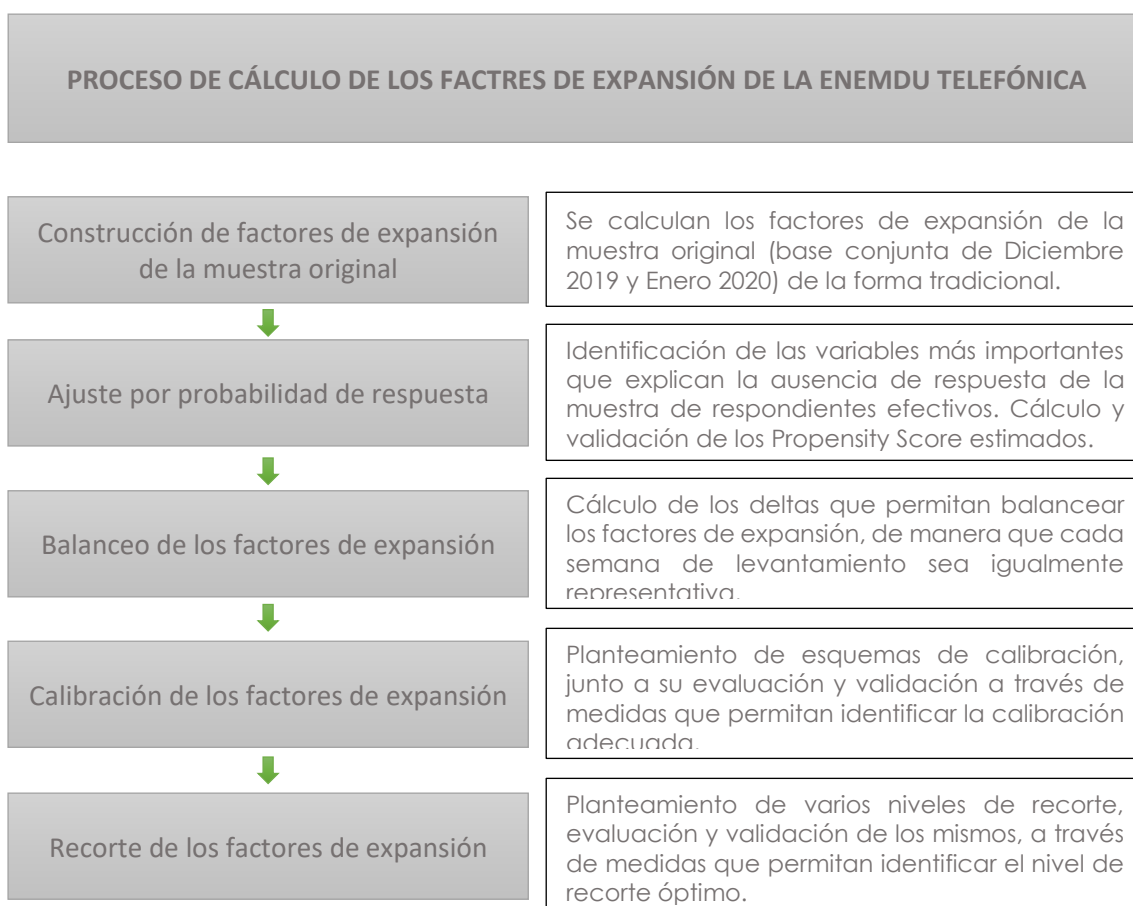 PROCESO DE CÁLCULO DE LOS FACTRES DE EXPANSIÓN DE LA ENEMDU TELEFÓNICA
Construcción de factores de expansión
de la muestra original
Se calculan los factores de expansión de la
muestra original (base conjunta de Diciembre
2019 y Enero 2020) de la forma tradicional.
Ajuste por probabilidad de respuesta
Identificación de las variables más importantes
que explican la ausencia de respuesta de la
muestra de respondientes efectivos. Cálculo y
validación de los Propensity Score estimados.
Balanceo de los factores de expansión
Cálculo de los deltas que permitan balancear
los factores de expansión, de manera que cada
semana de levantamiento sea igualmente
representativa.
Calibración de los factores de expansión
Planteamiento de esquemas de calibración,
junto a su evaluación y validación a través de
medidas que permitan identificar la calibración
adecuada.
Recorte de los factores de expansión
Planteamiento de varios niveles de recorte,
evaluación y validación de los mismos, a través
de medidas que permitan identificar el nivel de
recorte óptimo.